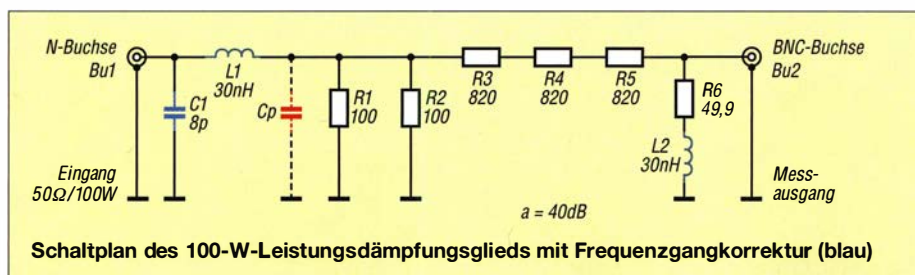 N-Buchse
Bu1
L1
30nH
C1
8p
Cp
R1
100
R2
100
R3
820
R4
820
R5
820
R6
49,9
L2
30nH
BNC-Buchse
Bu2
Eingang
50Ω/100W
a = 40dB
Mess-
ausgang
Schaltplan des 100-W-Leistungsdämpfungsglieds mit Frequenzgangkorrektur (blau)